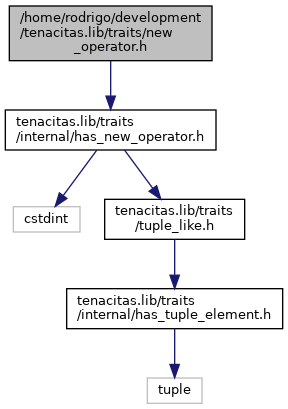 /home/rodrigo/development
/tenacitas.lib/traits/new
_operator.h
tenacitas.lib/traits
/internal/has_new_operator.h
cstdint
tenacitas.lib/traits
/tuple_like.h
tenacitas.lib/traits
/internal/has_tuple_element.h
tuple